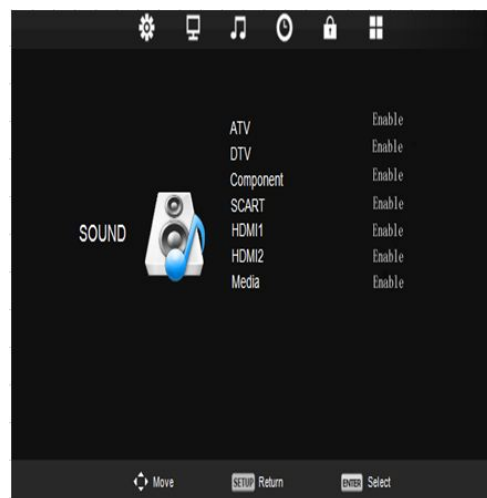 ATV Enable
DTV Enable
Component Enable
SCART Enable
SOUND
HDMI1 Enable
HDMI2 Enable
Media Enable
Move SETUP Return ENTER Select